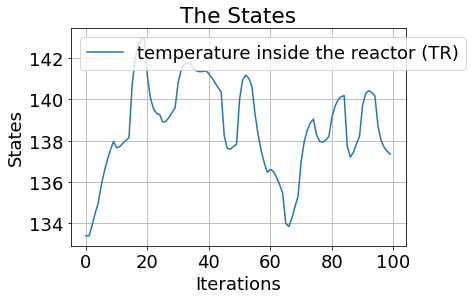 The States
temperature inside the reactor (TR)
States
142
140
138
136
134
0 20 40 60 80 100
Iterations